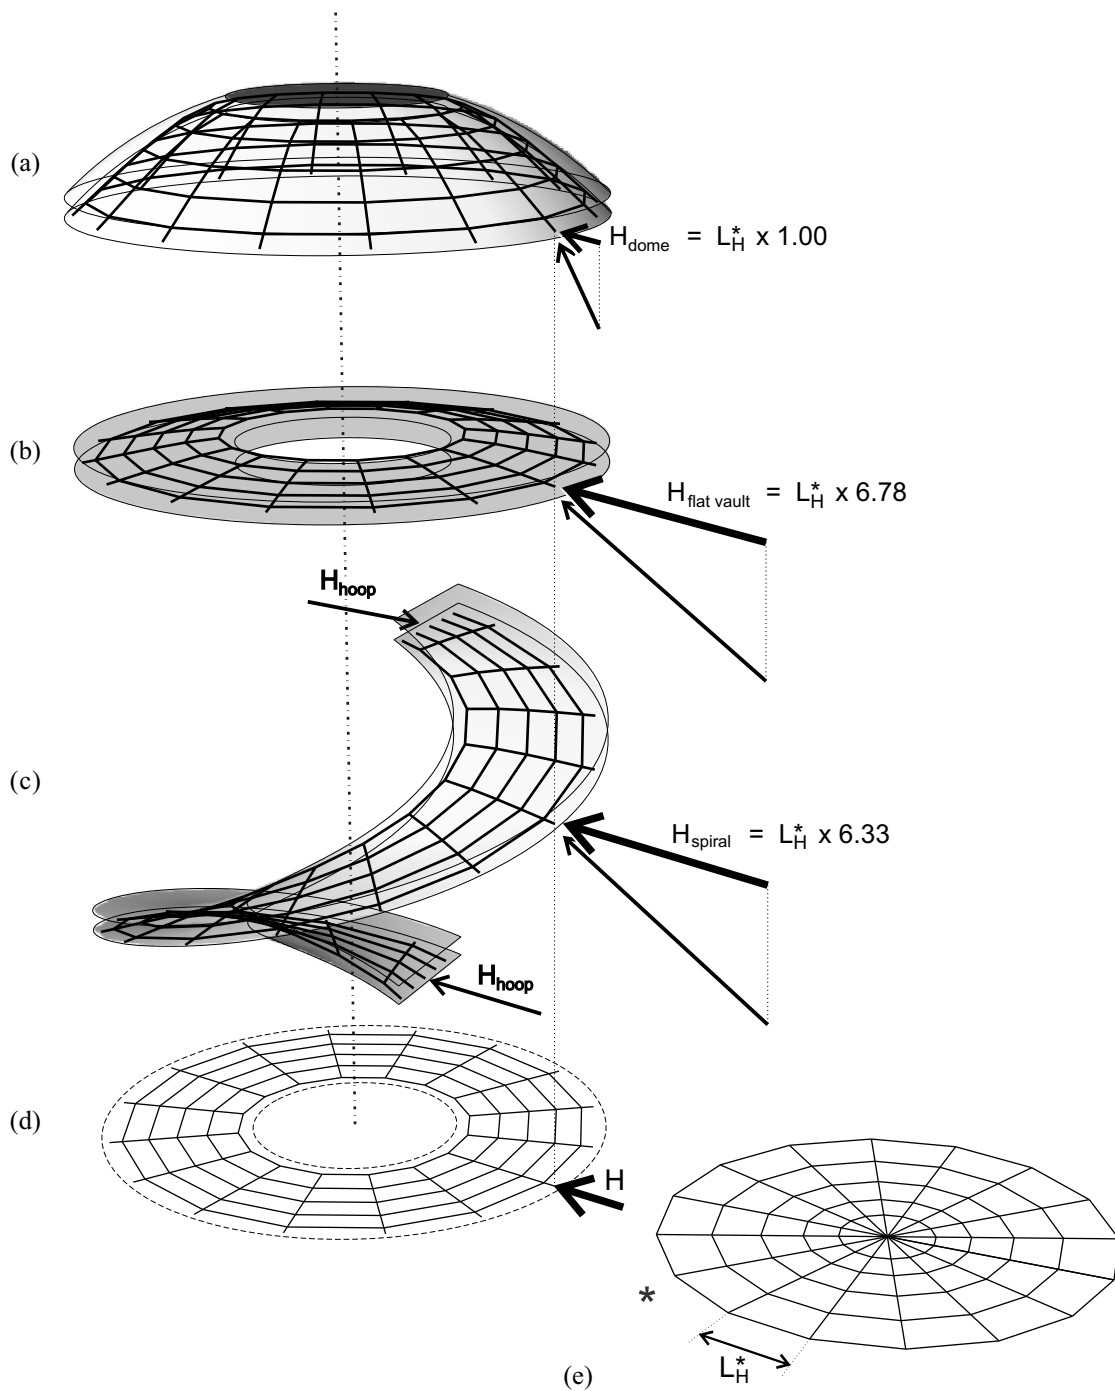 (a)
H_dome = L*_H x 1.00
(b)
H_flat vault = L*_H x 6.78
H_hoop
(c)
H_spiral = L*_H x 6.33
H_hoop
(d)
H
*
L*_H
(e)